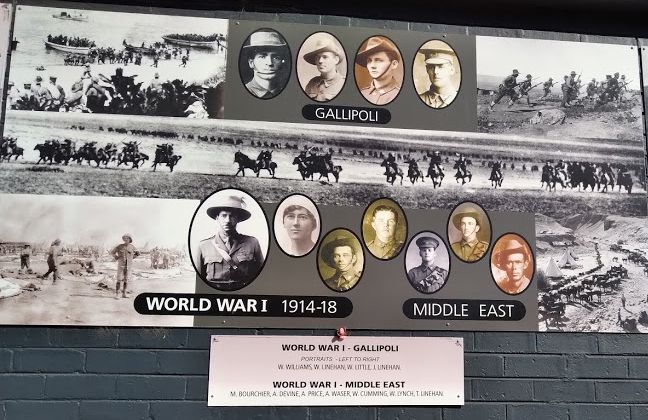 GALLIPOLI
WORLD WAR I 1914-18
MIDDLE EAST
WORLD WAR I - GALLIPOLI
PORTRAITS - LEFT TO RIGHT
W. WILLIAMS, W. LINEHAN, W. LITTLE, J. LINEHAN.
WORLD WAR I - MIDDLE EAST
M. BOURCHIER, A. DEVINE, A. PRICE, A. WASER, W. CUMMING, W. LYNCH, T. LINEHAN